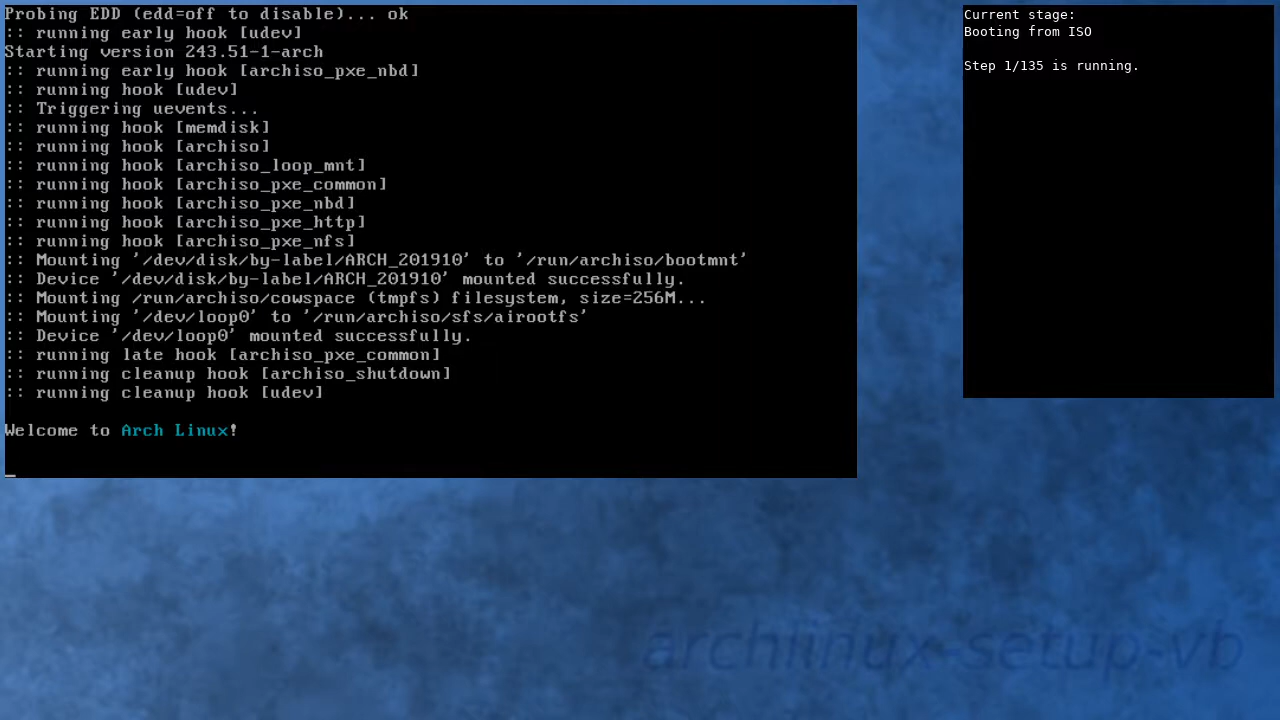 Probing EDD (edd=off to disable)... ok
:: running early hook [udev]
Starting version 243.51-1-arch
:: running early hook [archiso_pxe_nbd]
:: running hook [udev]
:: Triggering uevents...
:: running hook [memdisk]
:: running hook [archiso]
:: running hook [archiso_loop_mnt]
:: running hook [archiso_pxe_common]
:: running hook [archiso_pxe_nbd]
:: running hook [archiso_pxe_http]
:: running hook [archiso_pxe_nfs]
:: Mounting '/dev/disk/by-label/ARCH_201910' to '/run/archiso/bootmnt'
:: Device '/dev/disk/by-label/ARCH_201910' mounted successfully.
:: Mounting /run/archiso/cowspace (tmpfs) filesystem, size=256M...
:: Mounting '/dev/loop0' to '/run/archiso/sfs/airootfs'
:: Device '/dev/loop0' mounted successfully.
:: running late hook [archiso_pxe_common]
:: running cleanup hook [archiso_shutdown]
:: running cleanup hook [udev]
Welcome to Arch Linux!
Current stage:
Booting from ISO
Step 1/135 is running.
archlinux-setup-vb